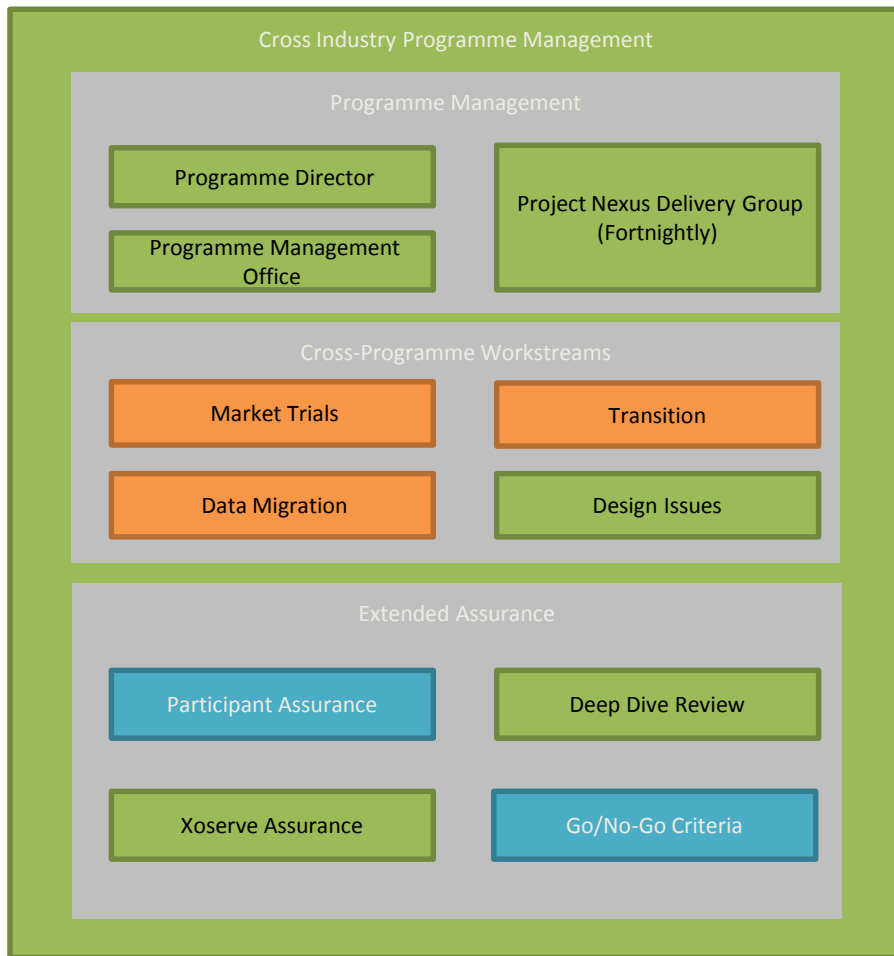 Cross Industry Programme Management
Programme Management
Programme Director
Project Nexus Delivery Group
(Fortnightly)
Programme Management
Office
Cross-Programme Workstreams
Market Trials
Transition
Data Migration
Design Issues
Extended Assurance
Participant Assurance
Deep Dive Review
Xoserve Assurance
Go/No-Go Criteria